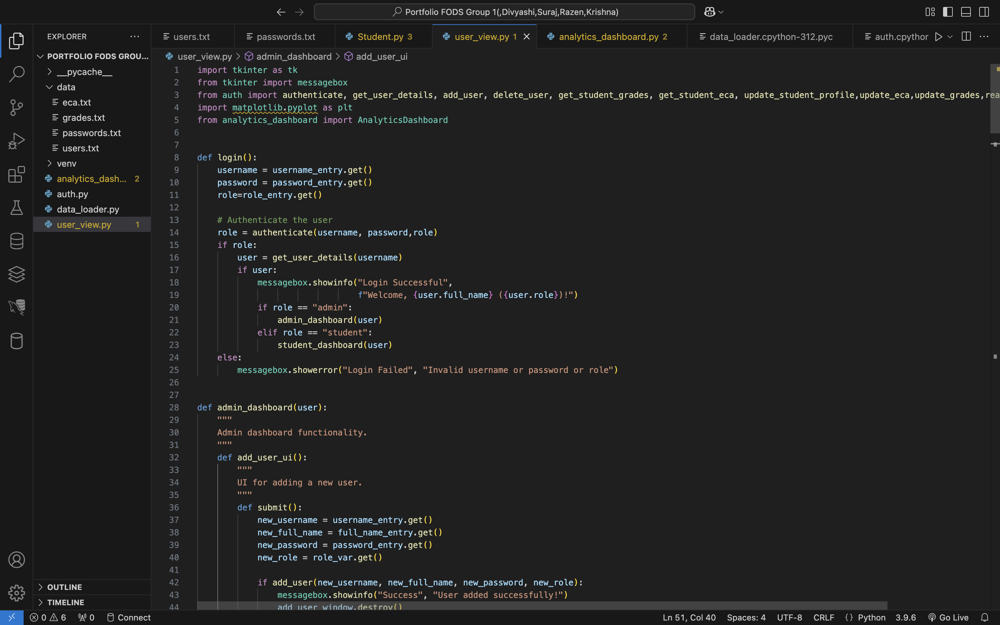 Portfolio FODS Group 1(,Divyashi,Suraj,Razen,Krishna)
EXPLORER
PORTFOLIO FODS GROU...
__pycache__
data
eca.txt
grades.txt
passwords.txt
users.txt
venv
analytics_dash... 2
auth.py
data_loader.py
user_view.py 1
OUTLINE
TIMELINE
users.txt
passwords.txt
Student.py 3
user_view.py 1
analytics_dashboard.py 2
data_loader.cpython-312.pyc
auth.cpythor
user_view.py > admin_dashboard > add_user_ui
1 import tkinter as tk
2 from tkinter import messagebox
3 from auth import authenticate, get_user_details, add_user, delete_user, get_student_grades, get_student_eca, update_student_profile,update_eca,update_grades,rea
4 import matplotlib.pyplot as plt
5 from analytics_dashboard import AnalyticsDashboard
6
7
8 def login():
9 username = username_entry.get()
10 password = password_entry.get()
11 role=role_entry.get()
12
13 # Authenticate the user
14 role = authenticate(username, password,role)
15 if role:
16 user = get_user_details(username)
17 if user:
18 messagebox.showinfo("Login Successful",
19 f"Welcome, {user.full_name} ({user.role})!")
20 if role == "admin":
21 admin_dashboard(user)
22 elif role == "student":
23 student_dashboard(user)
24 else:
25 messagebox.showerror("Login Failed", "Invalid username or password or role")
26
27
28 def admin_dashboard(user):
29 """
30 Admin dashboard functionality.
31 """
32 def add_user_ui():
33 """
34 UI for adding a new user.
35 """
36 def submit():
37 new_username = username_entry.get()
38 new_full_name = full_name_entry.get()
39 new_password = password_entry.get()
40 new_role = role_var.get()
41
42 if add_user(new_username, new_full_name, new_password, new_role):
43 messagebox.showinfo("Success", "User added successfully!")
44 add_user_window.destroy()
0 6 0 Connect
Ln 51, Col 40 Spaces: 4 UTF-8 CRLF {} Python 3.9.6 Go Live